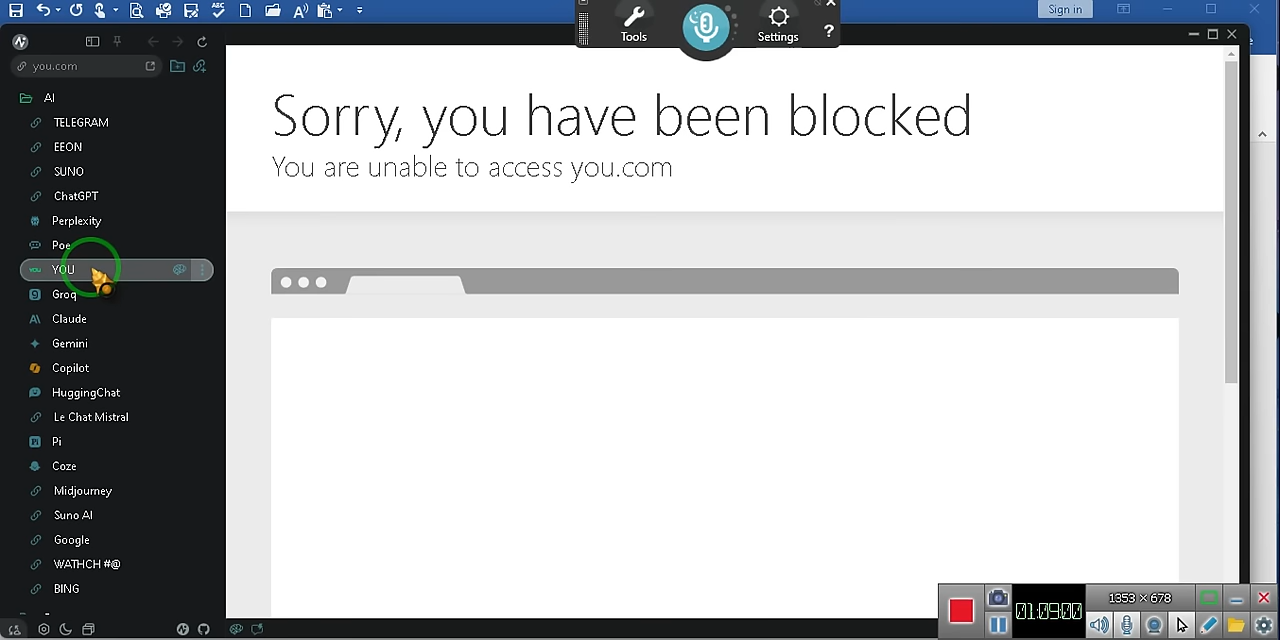 Sign in
Tools
Settings
?
you.com
AI
TELEGRAM
EEON
SUNO
ChatGPT
Perplexity
Poe
YOU
Groq
Claude
Gemini
Copilot
HuggingChat
Le Chat Mistral
Pi
Coze
Midjourney
Suno AI
Google
WATHCH #@
BING
Sorry, you have been blocked
You are unable to access you.com
01:09:00
1353 × 678